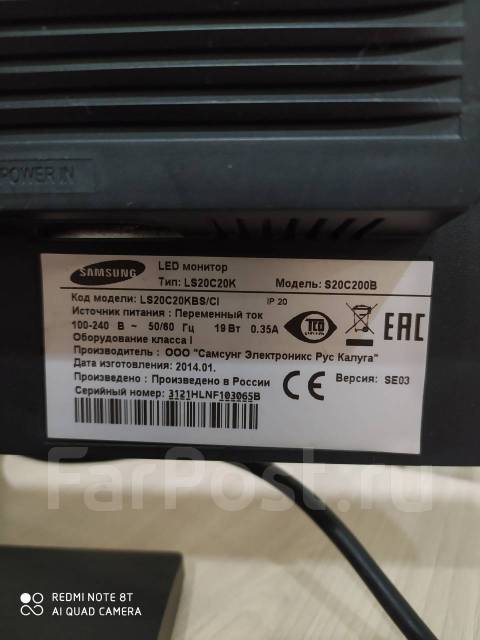 POWER IN
SAMSUNG
LED монитор
Тип: LS20C20K Модель: S20C200B
Код модели: LS20C20KBS/CI IP 20
Источник питания : Переменный ток
100-240 В ~ 50/60 Гц 19 Вт 0.35A
TCO
EAC
Оборудование класса I
Производитель : ООО "Самсунг Электроникс Рус Калуга"
Дата изготовления: 2014.01.
Произведено : Произведено в России
CE Версия: SE03
Серийный номер: 3121HLNF103065B
FarPost.ru
REDMI NOTE 8T
AI QUAD CAMERA